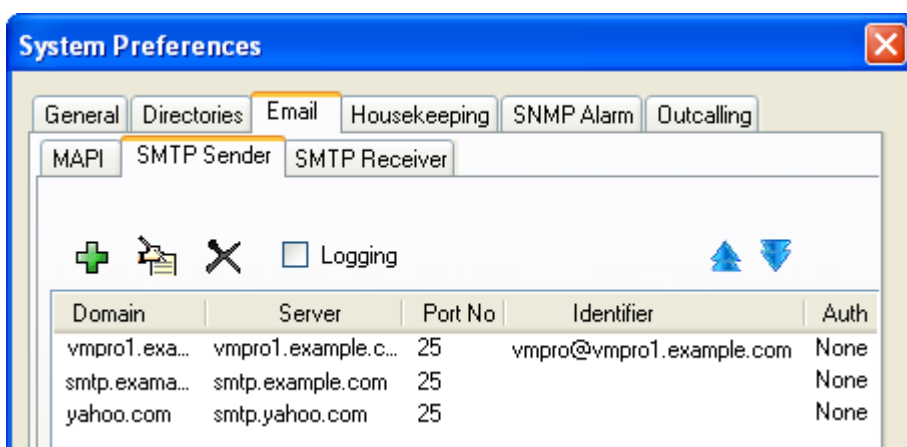 System Preferences
General Directories Email Housekeeping SNMP Alarm Outcalling
MAPI SMTP Sender SMTP Receiver
Logging
Domain Server Port No Identifier Auth
vmpro1.exa... vmpro1.example.c... 25 vmpro@vmpro1.example.com None
smtp.exama... smtp.example.com 25 None
yahoo.com smtp.yahoo.com 25 None